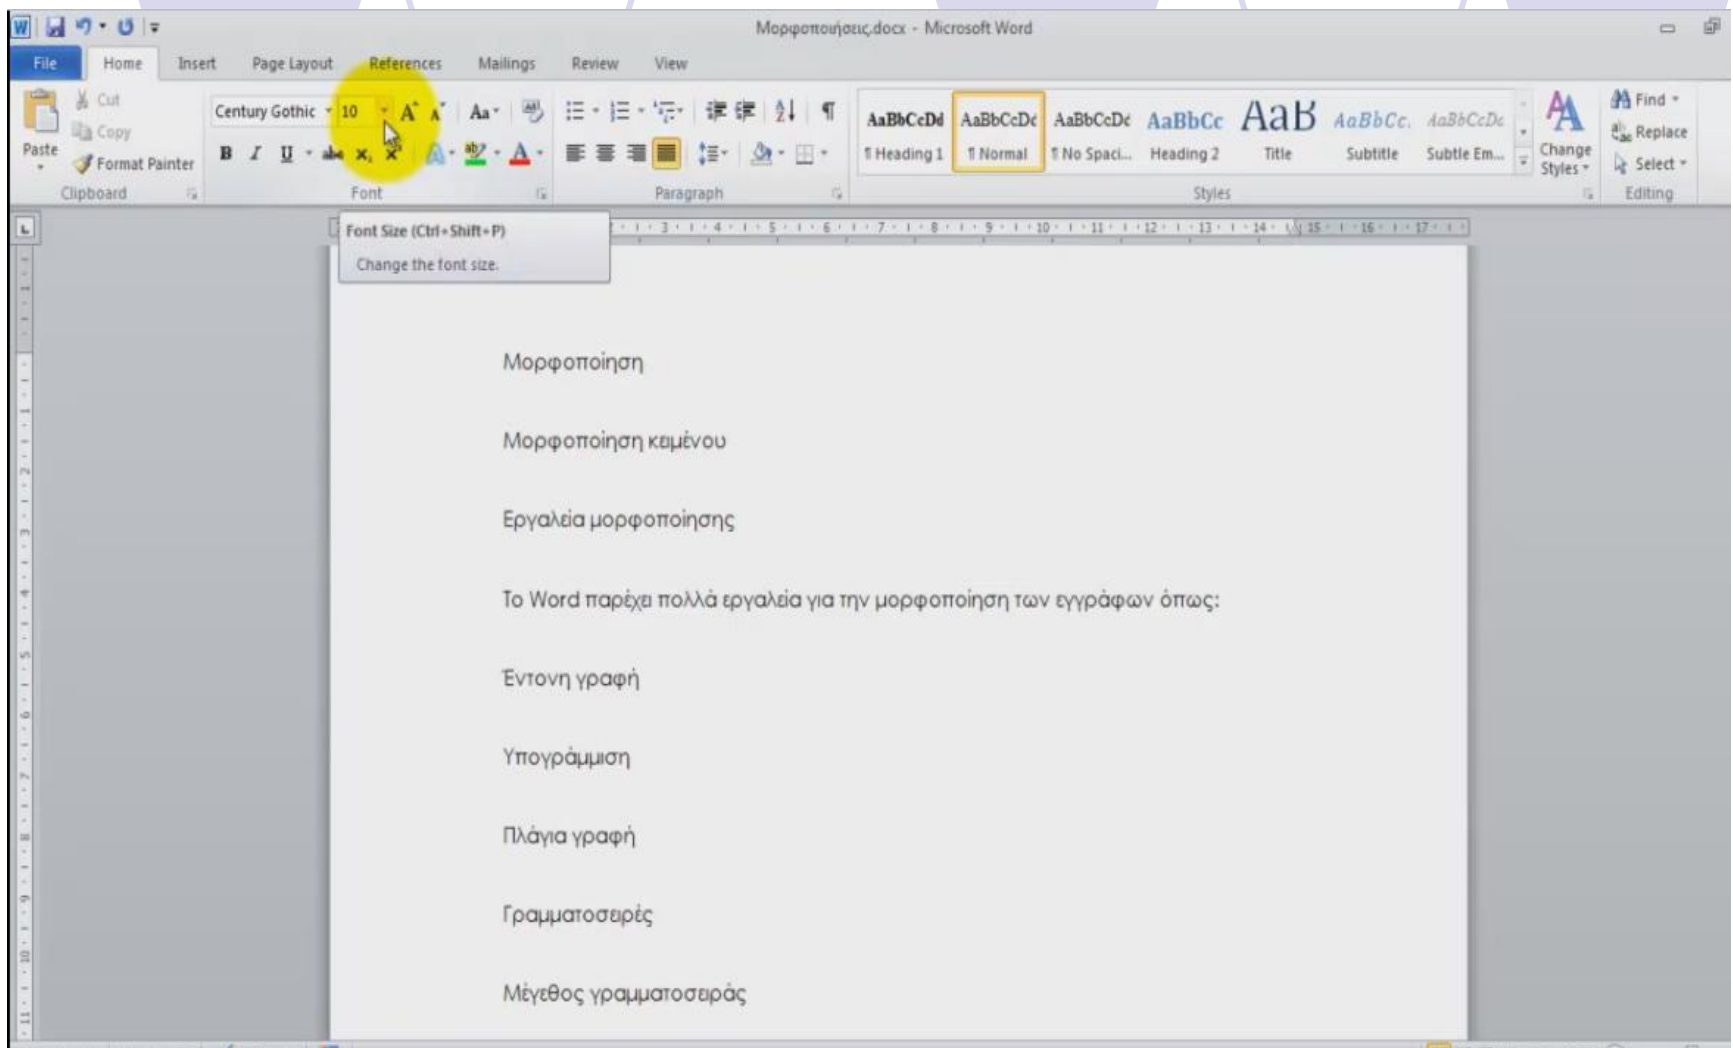 Μορφοποιήσεις.docx - Microsoft Word
File Home Insert Page Layout References Mailings Review View
Paste
Cut
Copy
Format Painter
Clipboard
Century Gothic 10
Aa
B I U abc
Font
Paragraph
AaBbCcDd AaBbCcDc AaBbCcDc AaBbCc AaB AaBbCc. AaBbCcDc
¶ Heading 1 ¶ Normal ¶ No Spaci... Heading 2 Title Subtitle Subtle Em...
Change Styles
Styles
Find
Replace
Select
Editing
Font Size (Ctrl+Shift+P)
Change the font size.
Μορφοποίηση
Μορφοποίηση κειμένου
Εργαλεία μορφοποίησης
Το Word παρέχει πολλά εργαλεία για την μορφοποίηση των εγγράφων όπως:
Έντονη γραφή
Υπογράμμιση
Πλάγια γραφή
Γραμματοσειρές
Μέγεθος γραμματοσειράς